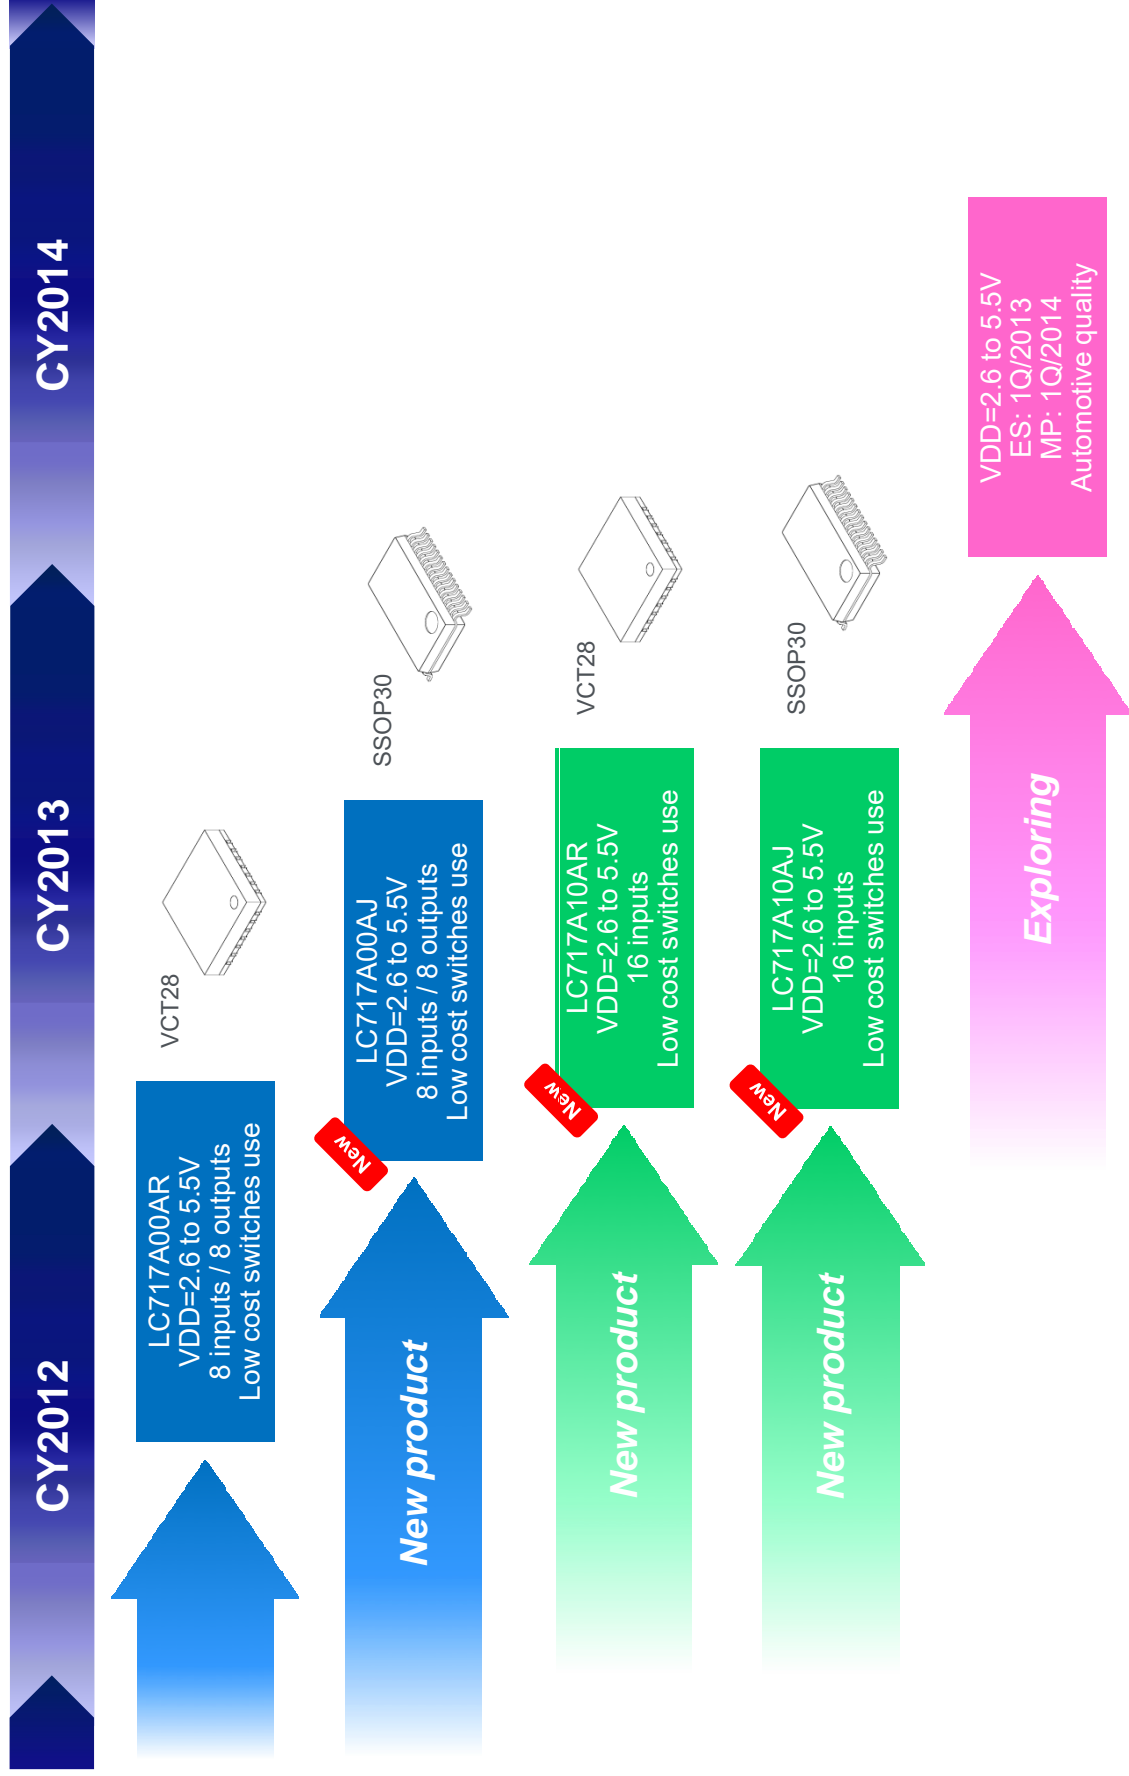 CY2012
CY2013
CY2014
LC717A00AR
VDD=2.6 to 5.5V
8 inputs / 8 outputs
Low cost switches use
VCT28
New product
New
LC717A00AJ
VDD=2.6 to 5.5V
8 inputs / 8 outputs
Low cost switches use
SSOP30
New product
New
LC717A10AR
VDD=2.6 to 5.5V
16 inputs
Low cost switches use
VCT28
New product
New
LC717A10AJ
VDD=2.6 to 5.5V
16 inputs
Low cost switches use
SSOP30
Exploring
VDD=2.6 to 5.5V
ES: 1Q/2013
MP: 1Q/2014
Automotive quality